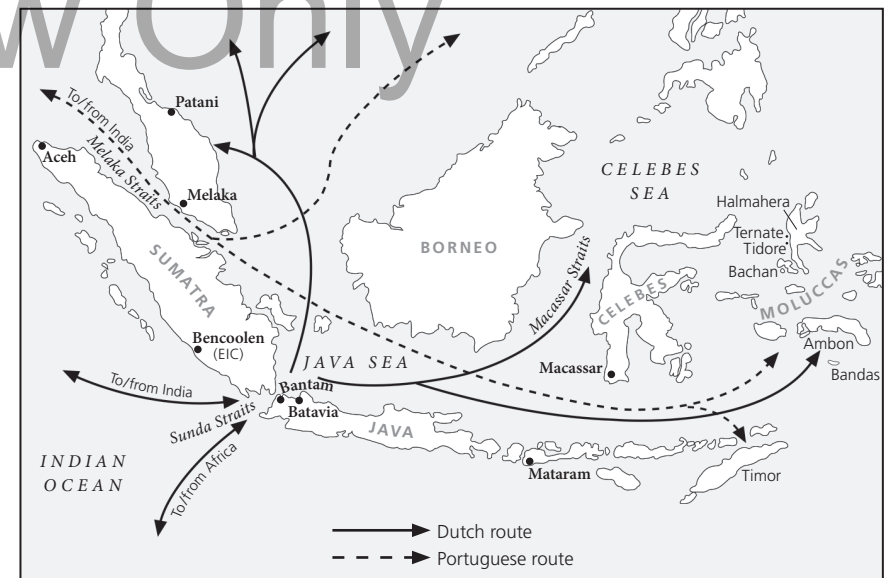 w Only
Patani
To/from India
Melaka Straits
Aceh
Melaka
CELEBES
SEA
Halmahera
Ternate
Tidore
Bachan
BORNEO
SUMATRA
Macassar Straits
CELEBES
MOLUCCAS
Bencoolen
(EIC)
JAVA SEA
Ambon
Macassar
Bandas
To/from India
Bantam
Batavia
Sunda Straits
JAVA
INDIAN
OCEAN
To/from Africa
Mataram
Timor
Dutch route
Portuguese route